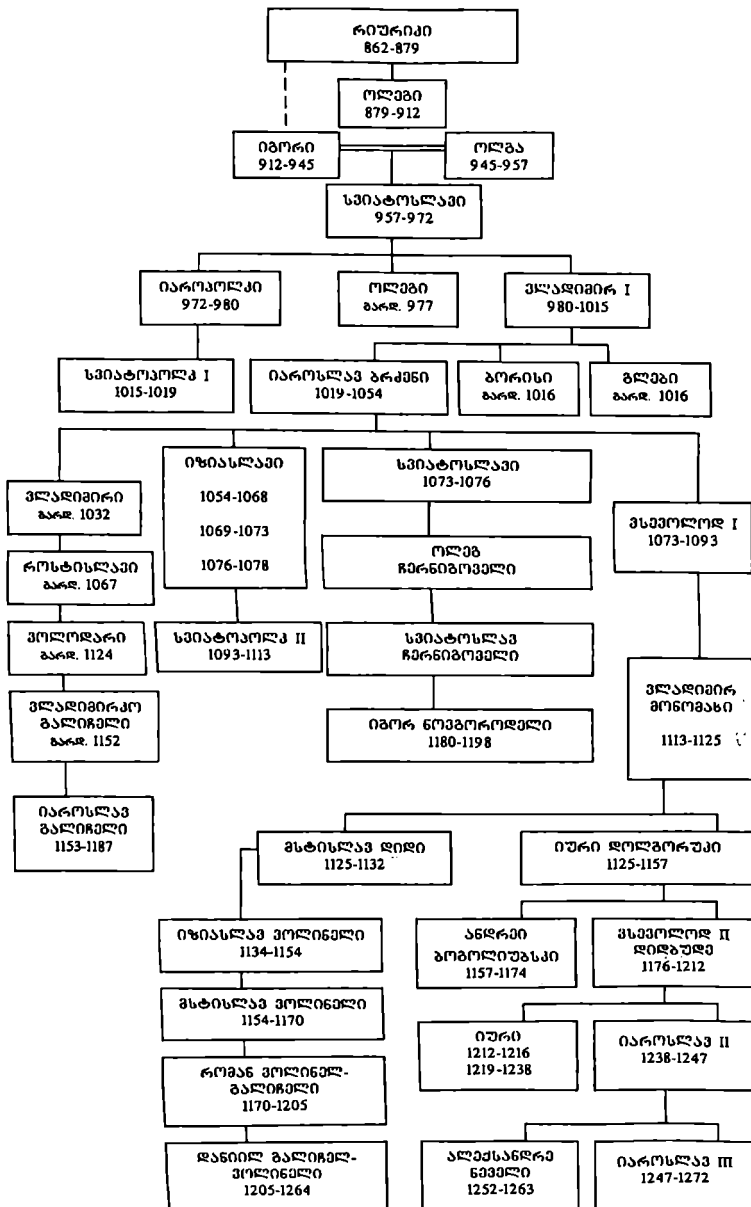 რიურიკი
862-879
ოლეგი
879-912
იგორი
912-945
ოლგა
945-957
სვიატოსლავი
957-972
იაროპოლკი
972-980
ოლეგი
გარდ. 977
ვლადიმირ I
980-1015
სვიატოპოლკ I
1015-1019
იაროსლავ ბრძენი
1019-1054
ბორისი
გარდ. 1016
გლები
გარდ. 1016
ვლადიმირი
გარდ. 1032
იზიასლავი
1054-1068
1069-1073
1076-1078
სვიატოსლავი
1073-1076
ვსევოლოდ I
1073-1093
როსტისლავი
გარდ. 1067
ოლეგ
ჩერნიგოველი
ვოლოდარი
გარდ. 1124
სვიატოპოლკ II
1093-1113
სვიატოსლავ
ჩერნიგოველი
ვლადიმირ
მონომახი
1113-1125
ვლადიმირკო
გალიჩელი
გარდ. 1152
იგორ ნოვგოროდელი
1180-1198
იაროსლავ
გალიჩელი
1153-1187
მსტისლავ დიდი
1125-1132
იური დოლგორუკი
1125-1157
იზიასლავ ვოლინელი
1134-1154
ანდრეი
ბოგოლიუბსკი
1157-1174
ვსევოლოდ II
დიდბუდე
1176-1212
მსტისლავ ვოლინელი
1154-1170
იური
1212-1216
1219-1238
იაროსლავ II
1238-1247
რომან ვოლინელ-
გალიჩელი
1170-1205
დანიილ გალიჩელ-
ვოლინელი
1205-1264
ალექსანდრე
ნეველი
1252-1263
იაროსლავ III
1247-1272